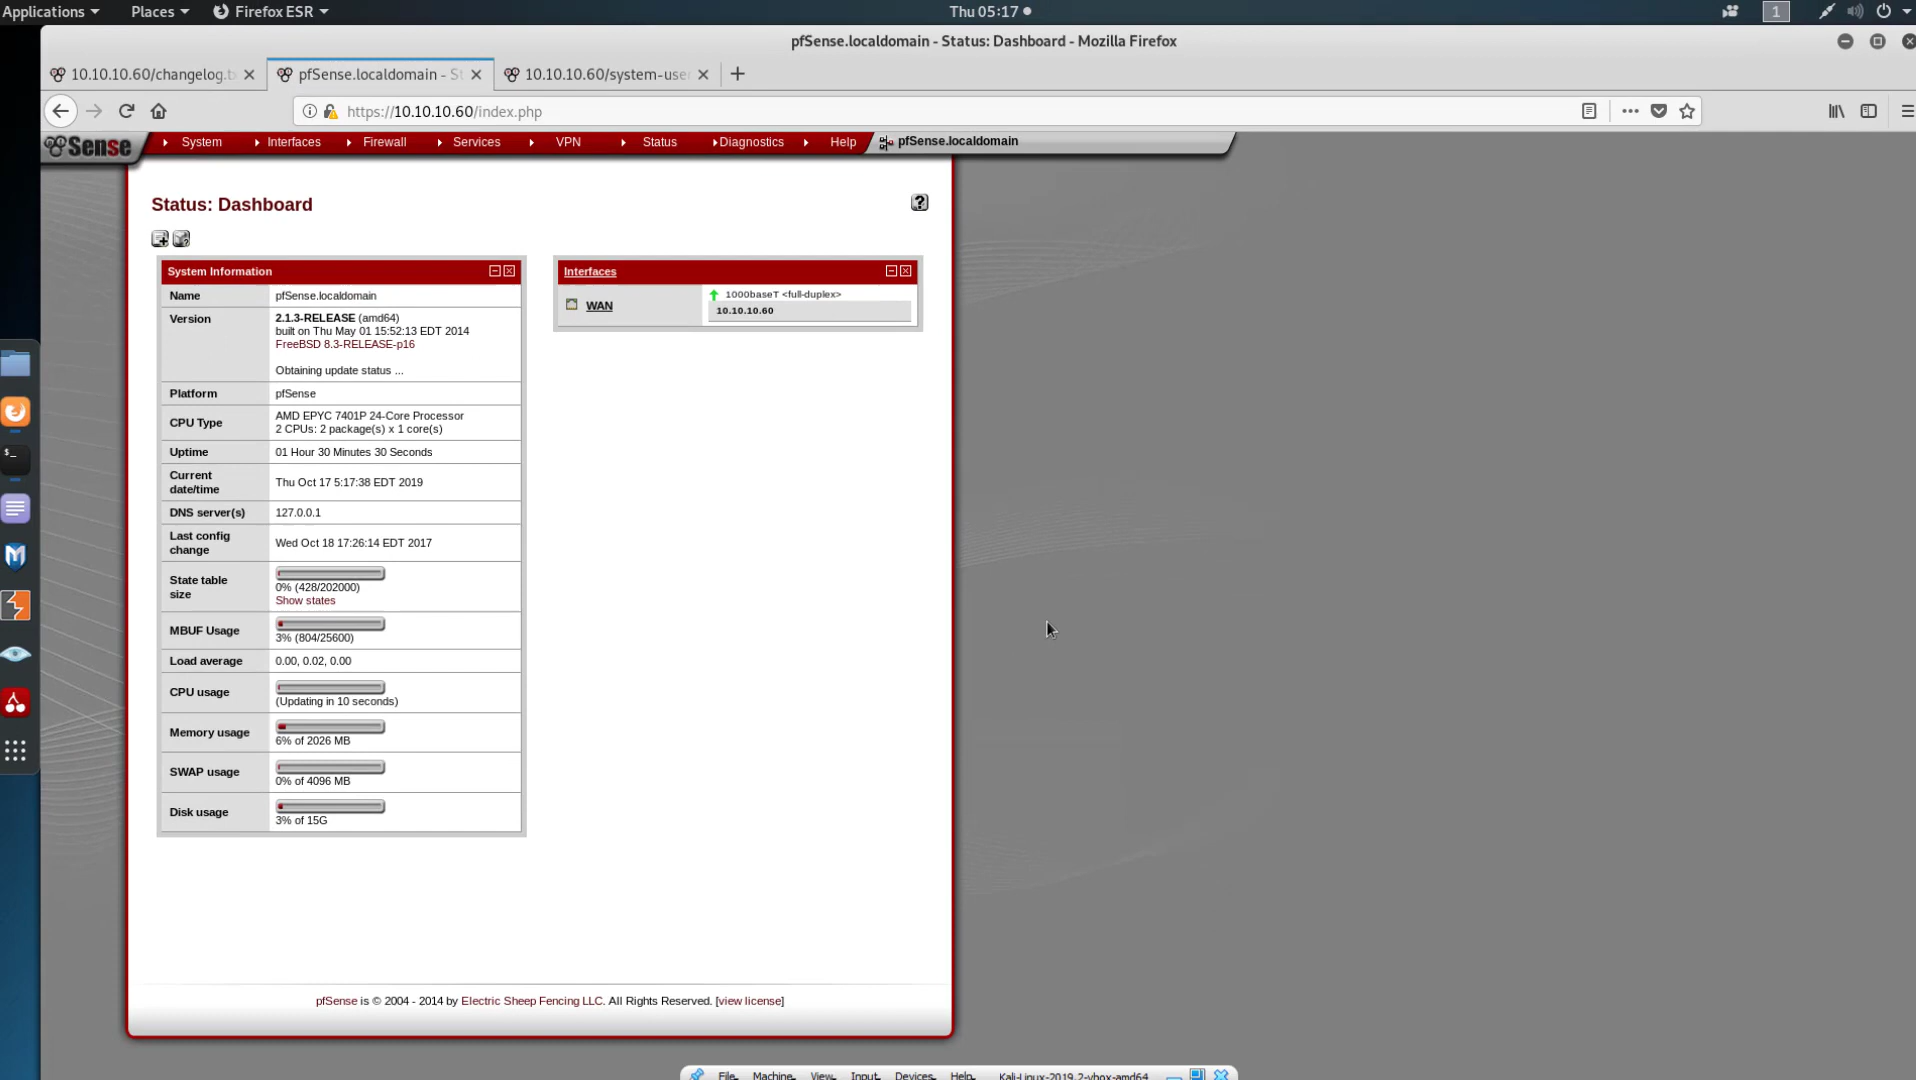 Applications
Places
Firefox ESR
Thu 05:17
1
pfSense.localdomain - Status: Dashboard - Mozilla Firefox
10.10.10.60/changelog.tx
pfSense.localdomain - St
10.10.10.60/system-user
https://10.10.10.60/index.php
Sense
System
Interfaces
Firewall
Services
VPN
Status
Diagnostics
Help
pfSense.localdomain
Status: Dashboard
System Information
Name pfSense.localdomain
Version 2.1.3-RELEASE (amd64)
built on Thu May 01 15:52:13 EDT 2014
FreeBSD 8.3-RELEASE-p16
Obtaining update status ...
Platform pfSense
CPU Type AMD EPYC 7401P 24-Core Processor
2 CPUs: 2 package(s) x 1 core(s)
Uptime 01 Hour 30 Minutes 30 Seconds
Current date/time Thu Oct 17 5:17:38 EDT 2019
DNS server(s) 127.0.0.1
Last config change Wed Oct 18 17:26:14 EDT 2017
State table size 0% (428/202000)
Show states
MBUF Usage 3% (804/25600)
Load average 0.00, 0.02, 0.00
CPU usage (Updating in 10 seconds)
Memory usage 6% of 2026 MB
SWAP usage 0% of 4096 MB
Disk usage 3% of 15G
Interfaces
WAN 1000baseT <full-duplex>
10.10.10.60
pfSense is © 2004 - 2014 by Electric Sheep Fencing LLC. All Rights Reserved. [view license]
File Machine View Input Devices Help Kali-Linux-2019.2-vbox-amd64